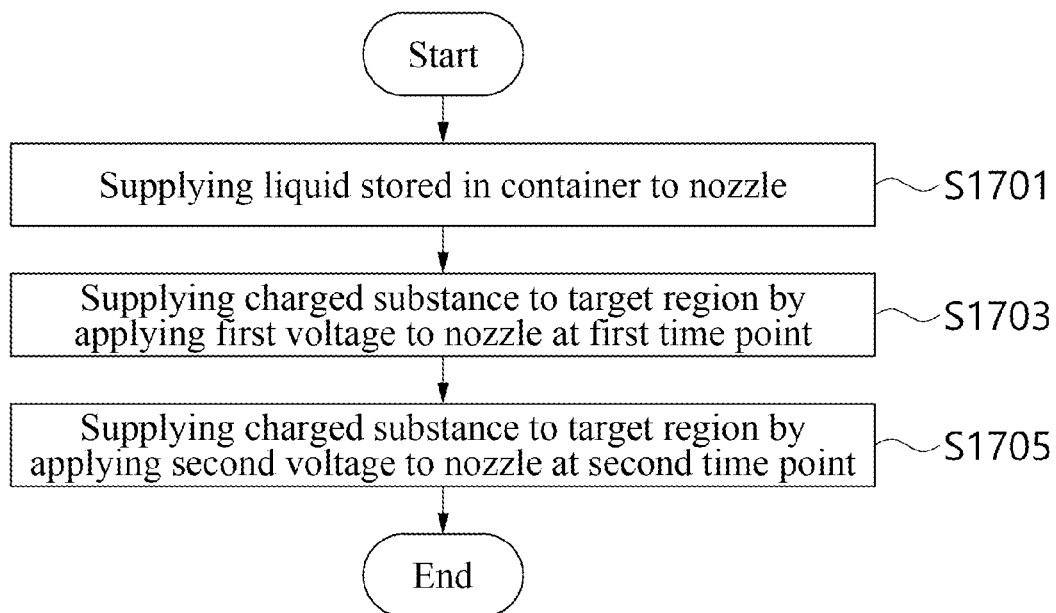 Start
Supplying liquid stored in container to nozzle
S1701
Supplying charged substance to target region by
applying first voltage to nozzle at first time point
S1703
Supplying charged substance to target region by
applying second voltage to nozzle at second time point
S1705
End